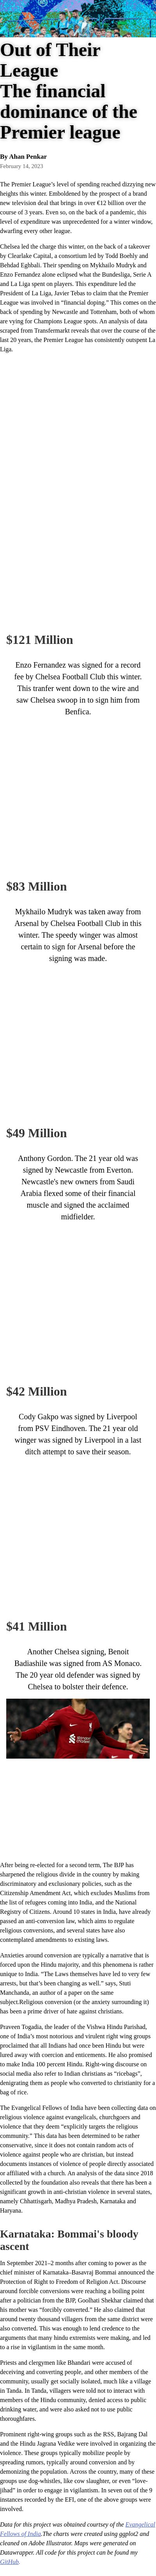 Out of Their
League
The financial
dominance of the
Premier league
By Ahan Penkar
February 14, 2023
The Premier League's level of spending reached dizzying new
heights this winter. Enboldened by the prospect of a brand
new television deal that brings in over €12 billion over the
course of 3 years. Even so, on the back of a pandemic, this
level of expenditure was unprecedented for a winter window,
dwarfing every other league.
Chelsea led the charge this winter, on the back of a takeover
by Clearlake Capital, a consortium led by Todd Boehly and
Behdad Eghbali. Their spending on Mykhailo Mudryk and
Enzo Fernandez alone eclipsed what the Bundesliga, Serie A
and La Liga spent on players. This expenditure led the
President of La Liga, Javier Tebas to claim that the Premier
League was involved in “financial doping.” This comes on the
back of spending by Newcastle and Tottenham, both of whom
are vying for Champions League spots. An analysis of data
scraped from Transfermarkt reveals that over the course of the
last 20 years, the Premier League has consistently outspent La
Liga.
$121 Million
Enzo Fernandez was signed for a record
fee by Chelsea Football Club this winter.
This tranfer went down to the wire and
saw Chelsea swoop in to sign him from
Benfica.
$83 Million
Mykhailo Mudryk was taken away from
Arsenal by Chelsea Football Club in this
winter. The speedy winger was almost
certain to sign for Arsenal before the
signing was made.
$49 Million
Anthony Gordon. The 21 year old was
signed by Newcastle from Everton.
Newcastle's new owners from Saudi
Arabia flexed some of their financial
muscle and signed the acclaimed
midfielder.
$42 Million
Cody Gakpo was signed by Liverpool
from PSV Eindhoven. The 21 year old
winger was signed by Liverpool in a last
ditch attempt to save their season.
$41 Million
Another Chelsea signing, Benoit
Badiashile was signed from AS Monaco.
The 20 year old defender was signed by
Chelsea to bolster their defence.
After being re-elected for a second term, The BJP has
sharpened the religious divide in the country by making
discriminatory and exclusionary policies, such as the
Citizenship Amendment Act, which excludes Muslims from
the list of refugees coming into India, and the National
Registry of Citizens. Around 10 states in India, have already
passed an anti-conversion law, which aims to regulate
religious conversions, and several states have also
contemplated amendments to existing laws.
Anxieties around conversion are typically a narrative that is
forced upon the Hindu majority, and this phenomena is rather
unique to India. “The Laws themselves have led to very few
arrests, but that’s been changing as well.” says, Stuti
Manchanda, an author of a paper on the same
subject.Religious conversion (or the anxiety surrounding it)
has been a prime driver of hate against christians.
Praveen Togadia, the leader of the Vishwa Hindu Parishad,
one of India’s most notorious and virulent right wing groups
proclaimed that all Indians had once been Hindu but were
lured away with coercion and enticements. He also promised
to make India 100 percent Hindu. Right-wing discourse on
social media also refer to Indian christians as “ricebags”,
denigrating them as people who converted to christianity for a
bag of rice.
The Evangelical Fellows of India have been collecting data on
religious violence against evangelicals, churchgoers and
violence that they deem “explicitly targets the religious
community.” This data has been determined to be rather
conservative, since it does not contain random acts of
violence against people who are christian, but instead
documents instances of violence of people directly associated
or affiliated with a church. An analysis of the data since 2018
collected by the foundation also reveals that there has been
significant growth in anti-christian violence in several states,
namely Chhattisgarh, Madhya Pradesh, Karnataka and
Haryana.
Karnataka: Bommai's bloody
ascent
In September 2021–2 months after coming to power as the
chief minister of Karnataka–Basavraj Bommai announced the
Protection of Right to Freedom of Religion Act. Discourse
around forcible conversions were reaching a boiling point
after a politician from the BJP, Goolhati Shekhar claimed that
his mother was “forcibly converted.” He also claimed that
around twenty thousand villagers from the same district were
also converted. This was enough to lend credence to the
arguments that many hindu extremists were making, and led
to a rise in vigilantism in the same month.
Priests and clergymen like Bhandari were accused of
deceiving and converting people, and other members of the
community, usually get socially isolated, much like a village
in Tanda. In Tanda, villagers were told not to interact with
members of the Hindu community, denied access to public
drinking water, and were also asked not to use public
thoroughfares.
Prominent right-wing groups such as the RSS, Bajrang Dal
and the Hindu Jagruna Vedike were involved in organizing the
violence. These groups typically mobilize people by
spreading rumors, typically around conversion and by
demonizing the population. Across the country, many of these
groups use dog-whistles, like cow slaughter, or even “love-
jihad” in order to engage in vigilantism. In seven out of the 9
instances recorded by the EFI, one of the above groups were
involved.
Data for this project was obtained courtesy of the Evangelical
Fellows of India.The charts were created using ggplot2 and
cleaned on Adobe Illustrator. Maps were generated on
Datawrapper. All code for this project can be found my
GitHub.